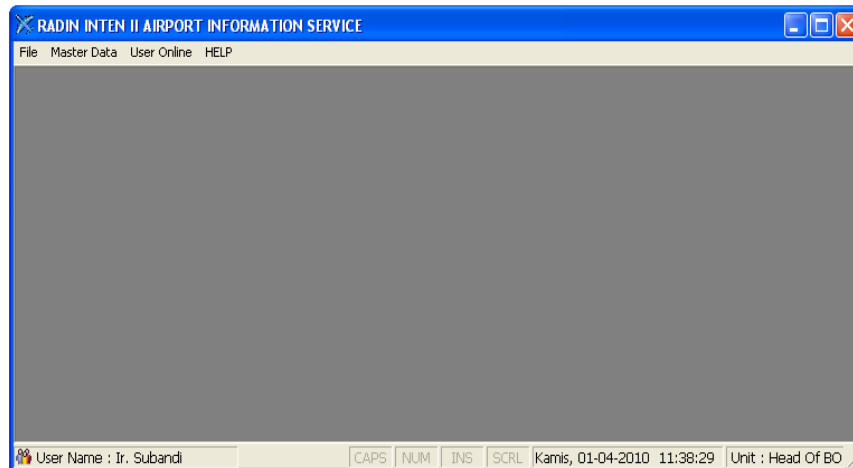 RADIN INTEN II AIRPORT INFORMATION SERVICE
File Master Data User Online HELP
User Name : Ir. Subandi CAPS NUM INS SCRL Kamis, 01-04-2010 11:38:29 Unit : Head Of BO